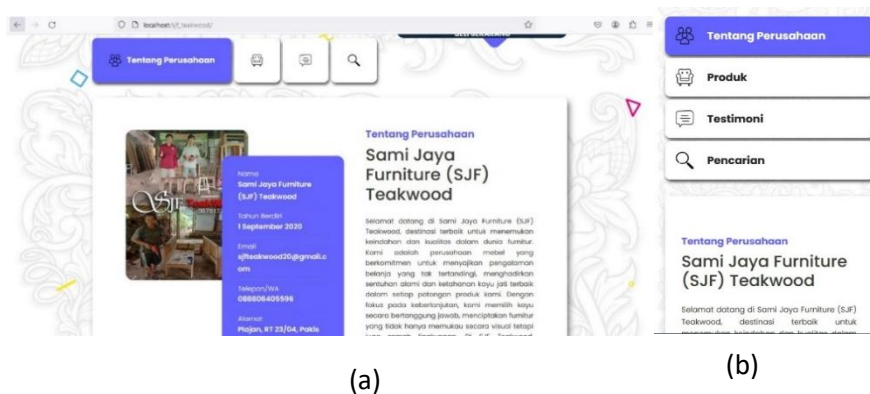 localhost/sjf_teakwood/
Tentang Perusahaan
Name
Sami Jaya Furniture
(SJF) Teakwood
Tahun Berdiri
1 September 2020
Email
sjfteakwood20@gmail.c
om
Telepon/WA
088806405596
Alamat
Plajan, RT 23/04, Pakis
Tentang Perusahaan
Sami Jaya
Furniture (SJF)
Teakwood
Selamat datang di Sami Jaya Furniture (SJF)
Teakwood, destinasi terbaik untuk menemukan
keindahan dan kualitas dalam dunia furnitur.
Kami adalah perusahaan mebel yang
berkomitmen untuk menyajikan pengalaman
belanja yang tak tertandingi, menghadirkan
sentuhan alami dan ketahanan kayu jati terbaik
dalam setiap potongan produk kami. Dengan
fokus pada keberlanjutan, kami memilih kayu
secara bertanggung jawab, menciptakan furnitur
yang tidak hanya memukau secara visual tetapi
(a)
Tentang Perusahaan
Produk
Testimoni
Pencarian
Tentang Perusahaan
Sami Jaya Furniture
(SJF) Teakwood
Selamat datang di Sami Jaya Furniture (SJF)
Teakwood, destinasi terbaik untuk
menemukan keindahan dan kualitas dalam
(b)